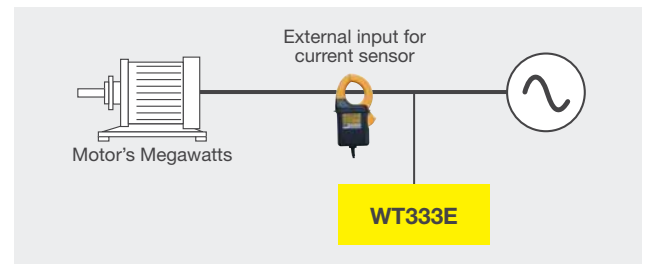 External input for
current sensor
Motor's Megawatts
WT333E